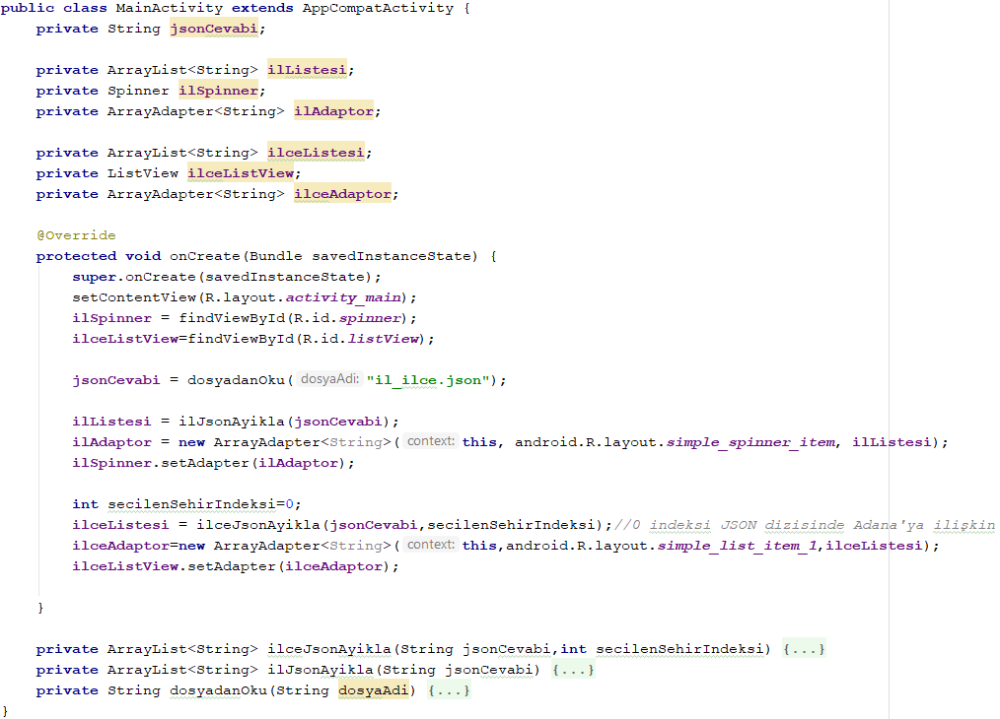 public class MainActivity extends AppCompatActivity {
    private String jsonCevabi;

    private ArrayList<String> ilListesi;
    private Spinner ilSpinner;
    private ArrayAdapter<String> ilAdaptor;

    private ArrayList<String> ilceListesi;
    private ListView ilceListView;
    private ArrayAdapter<String> ilceAdaptor;

    @Override
    protected void onCreate(Bundle savedInstanceState) {
        super.onCreate(savedInstanceState);
        setContentView(R.layout.activity_main);
        ilSpinner = findViewById(R.id.spinner);
        ilceListView=findViewById(R.id.listView);

        jsonCevabi = dosyadanOku( dosyaAdi: "il_ilce.json");

        ilListesi = ilJsonAyikla(jsonCevabi);
        ilAdaptor = new ArrayAdapter<String>( context: this, android.R.layout.simple_spinner_item, ilListesi);
        ilSpinner.setAdapter(ilAdaptor);

        int secilenSehirIndeksi=0;
        ilceListesi = ilceJsonAyikla(jsonCevabi,secilenSehirIndeksi);//0 indeksi JSON dizisinde Adana'ya ilişkin
        ilceAdaptor=new ArrayAdapter<String>( context: this,android.R.layout.simple_list_item_1,ilceListesi);
        ilceListView.setAdapter(ilceAdaptor);

    }

    private ArrayList<String> ilceJsonAyikla(String jsonCevabi,int secilenSehirIndeksi) {...}
    private ArrayList<String> ilJsonAyikla(String jsonCevabi) {...}
    private String dosyadanOku(String dosyaAdi) {...}
}